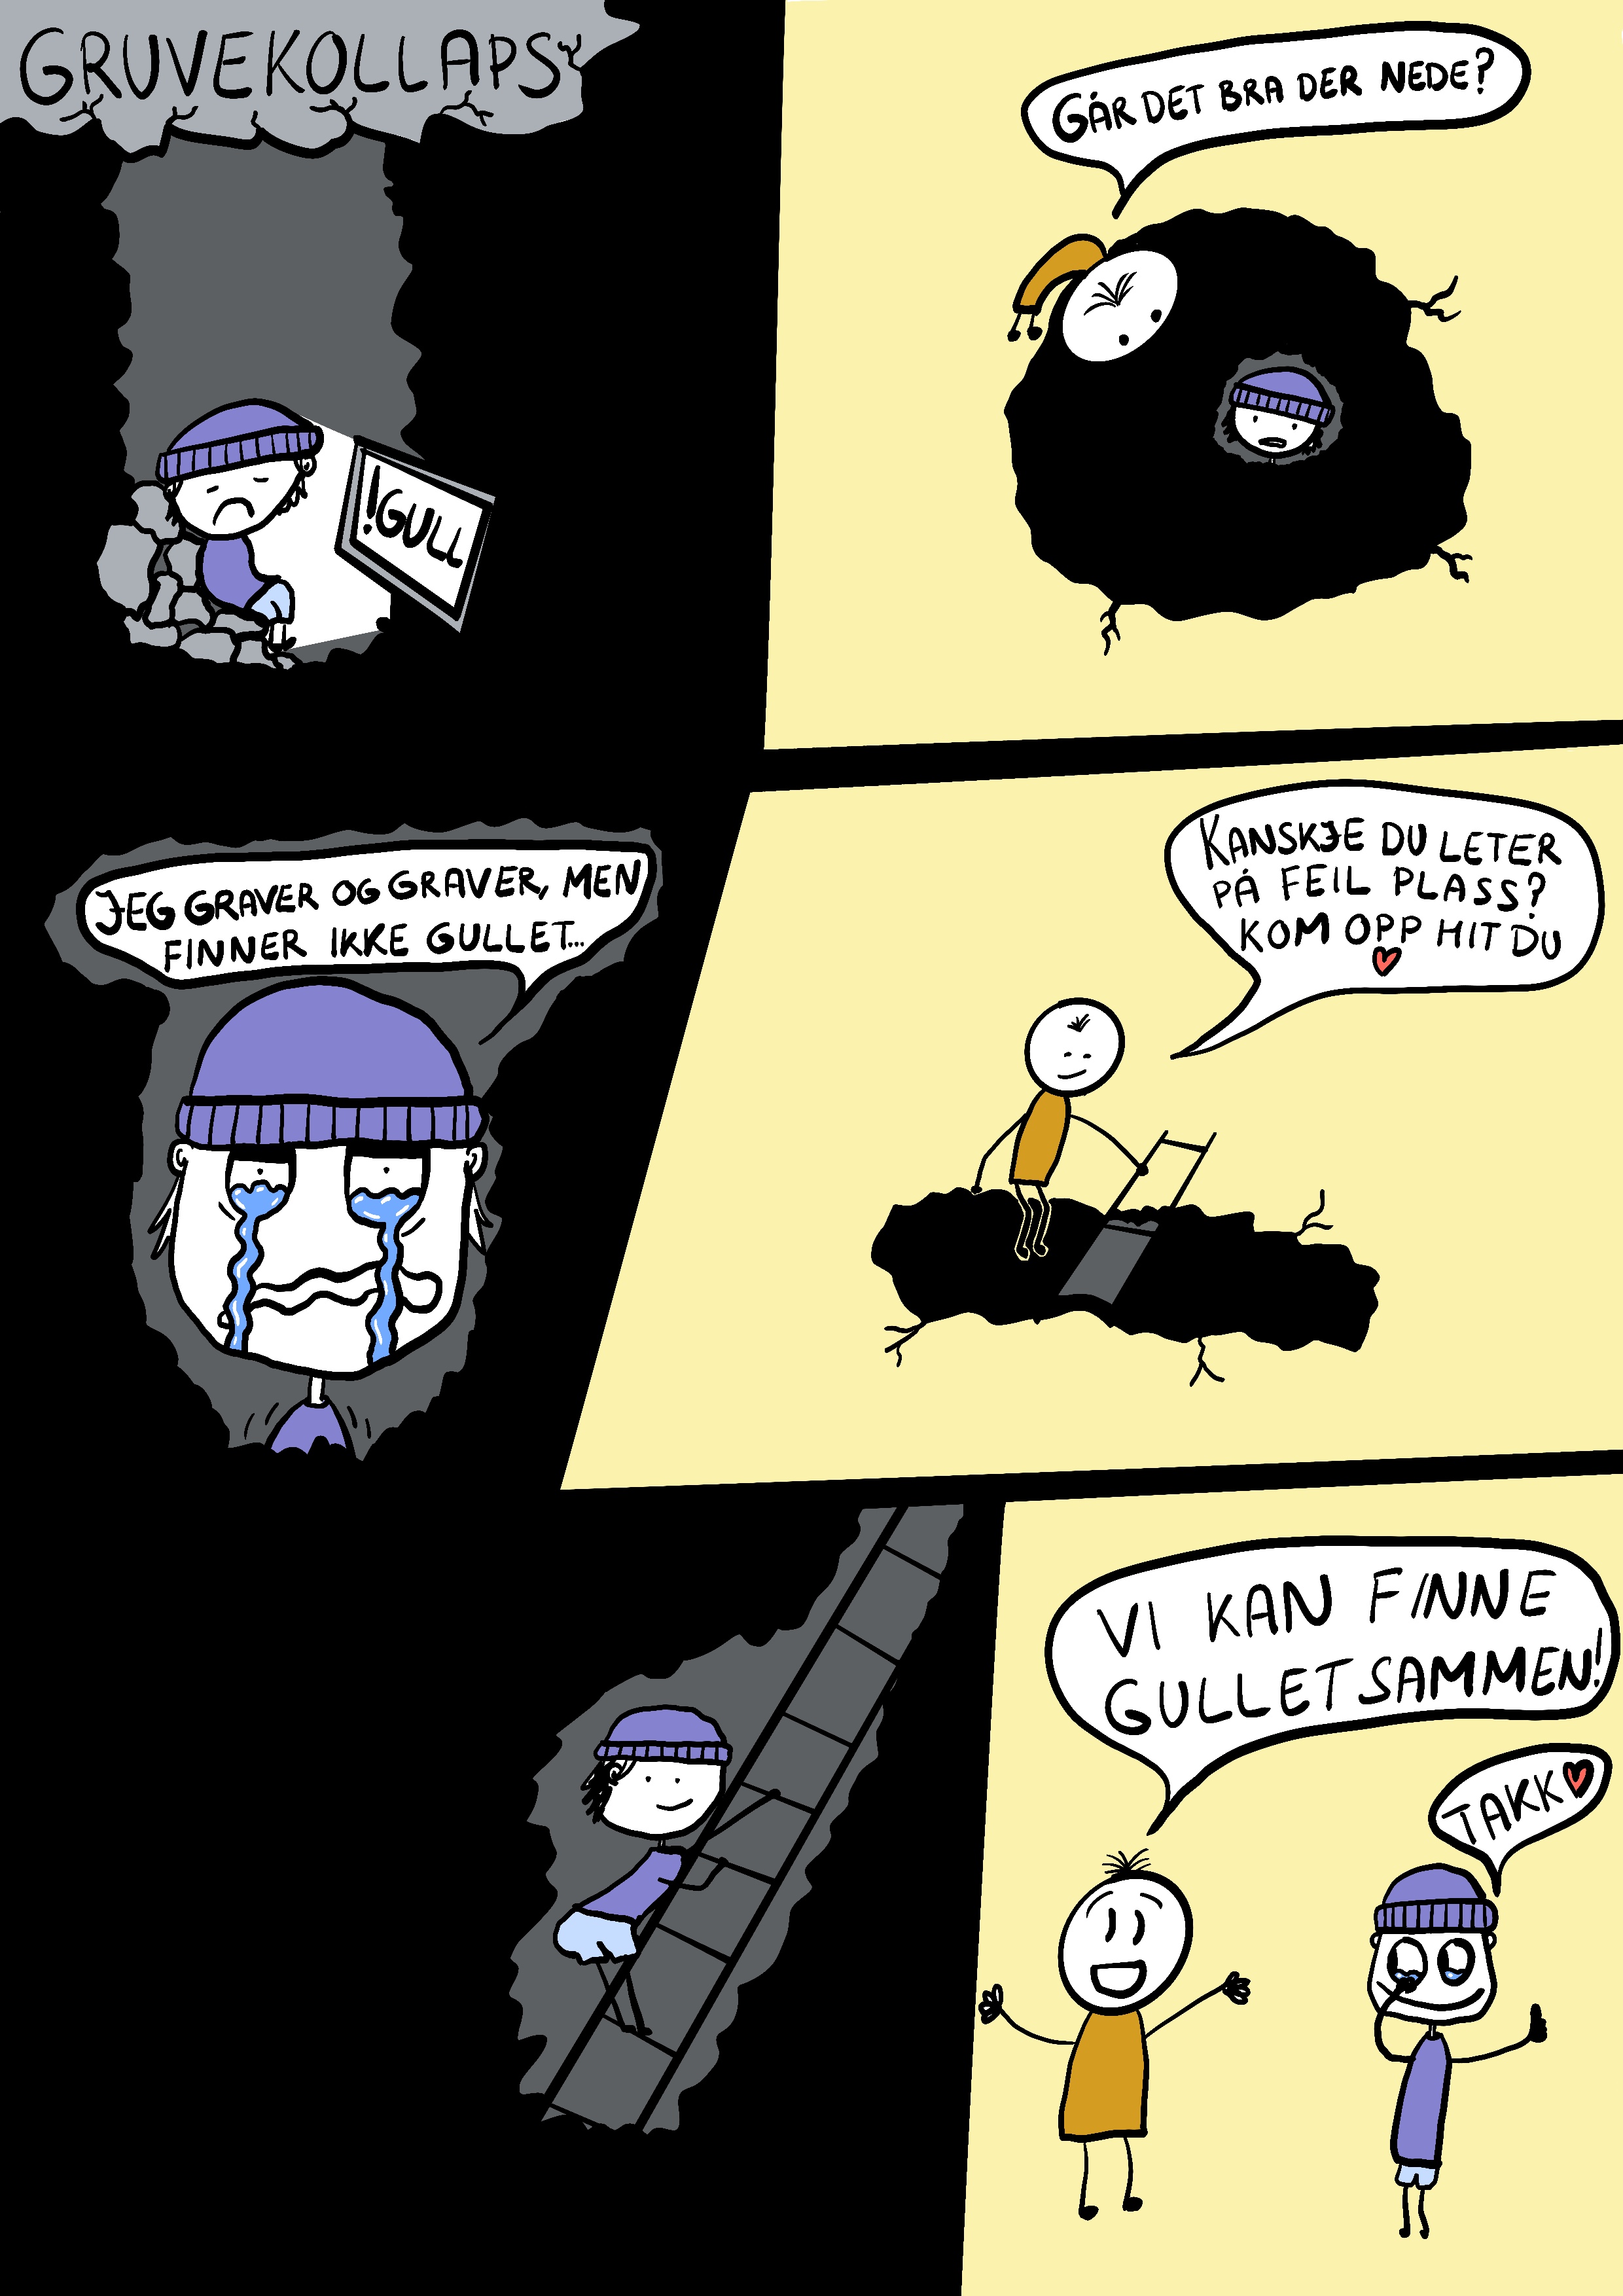 GRUVEKOLLAPS
!GULL
GÅR DET BRA DER NEDE?
JEG GRAVER OG GRAVER, MEN
FINNER IKKE GULLET...
KANSKJE DU LETER
PÅ FEIL PLASS?
KOM OPP HIT DU
VI KAN FINNE
GULLET SAMMEN!
TAKK